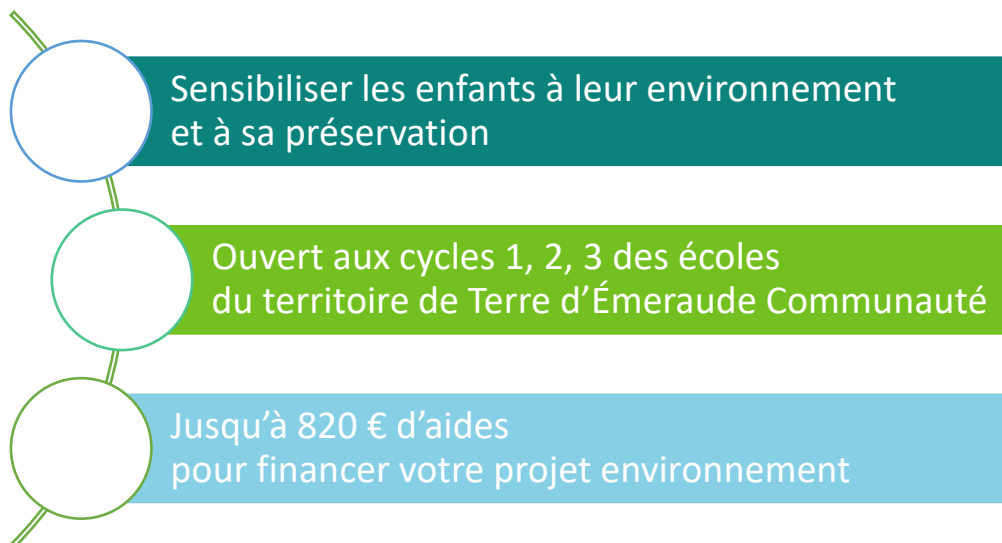 Sensibiliser les enfants à leur environnement
et à sa préservation
Ouvert aux cycles 1, 2, 3 des écoles
du territoire de Terre d’Émeraude Communauté
Jusqu’à 820 € d’aides
pour financer votre projet environnement